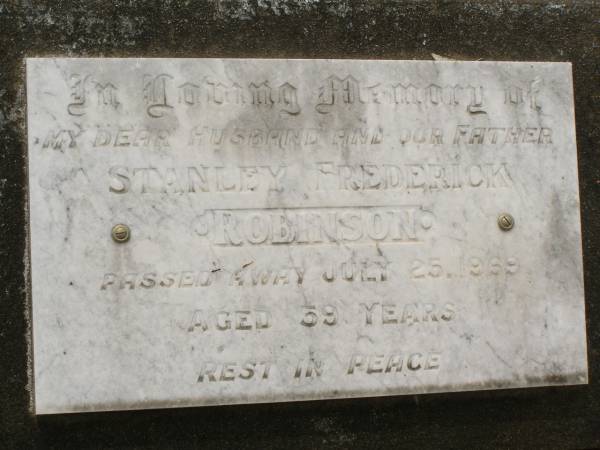 In Loving Memory of
MY DEAR HUSBAND AND OUR FATHER
STANLEY FREDERICK
ROBINSON
PASSED AWAY JULY 25, 1969
AGED 59 YEARS
REST IN PEACE